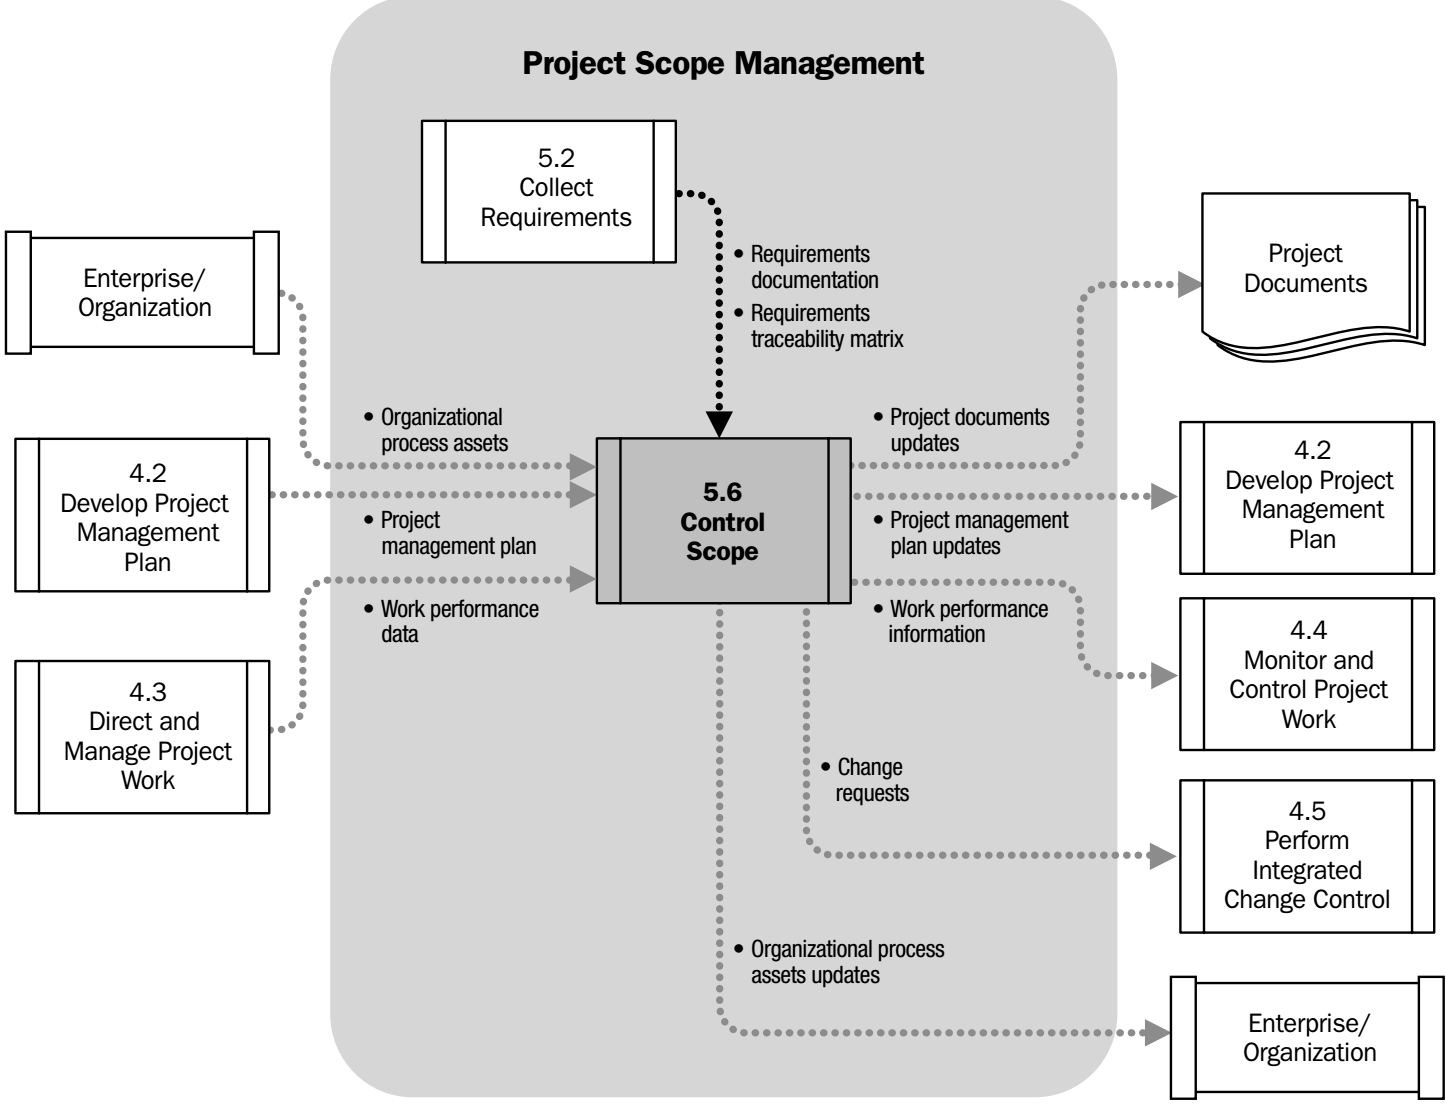 Project Scope Management
5.2
Collect
Requirements
• Requirements
documentation
• Requirements
traceability matrix
Enterprise/
Organization
4.2
Develop Project
Management
Plan
4.3
Direct and
Manage Project
Work
• Organizational
process assets
• Project
management plan
• Work performance
data
5.6
Control
Scope
• Project documents
updates
• Project management
plan updates
• Work performance
information
• Change
requests
• Organizational process
assets updates
Project
Documents
4.2
Develop Project
Management
Plan
4.4
Monitor and
Control Project
Work
4.5
Perform
Integrated
Change Control
Enterprise/
Organization